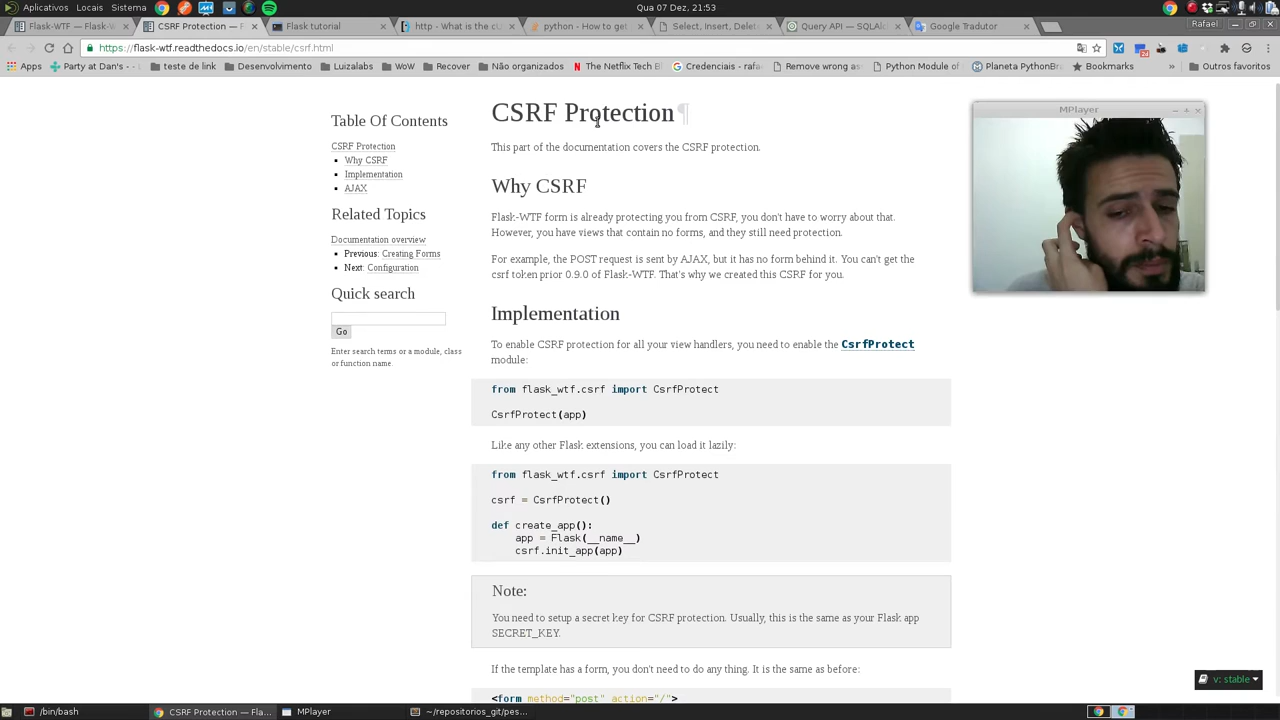 Aplicativos Locais Sistema
Qua 07 Dez, 21:53
Flask-WTF — Flask-W
CSRF Protection — F
Flask tutorial
http - What is the cU
python - How to get
Select, Insert, Delet
Query API — SQLAl
Google Tradutor
Rafael
https://flask-wtf.readthedocs.io/en/stable/csrf.html
Apps
Party at Dan's -
teste de link
Desenvolvimento
Luizalabs
WoW
Recover
Não organizados
The Netflix Tech B
Credenciais - rafa
Remove wrong as
Python Module of
Planeta PythonBra
Bookmarks
»
Outros favoritos
Table Of Contents
CSRF Protection
Why CSRF
Implementation
AJAX
Related Topics
Documentation overview
Previous: Creating Forms
Next: Configuration
Quick search
Go
Enter search terms or a module, class
or function name.
CSRF Protection ¶
This part of the documentation covers the CSRF protection.
Why CSRF
Flask-WTF form is already protecting you from CSRF, you don't have to worry about that.
However, you have views that contain no forms, and they still need protection.
For example, the POST request is sent by AJAX, but it has no form behind it. You can't get the
csrf token prior 0.9.0 of Flask-WTF. That's why we created this CSRF for you.
Implementation
To enable CSRF protection for all your view handlers, you need to enable the CsrfProtect
module:
from flask_wtf.csrf import CsrfProtect
CsrfProtect(app)
Like any other Flask extensions, you can load it lazily:
from flask_wtf.csrf import CsrfProtect
csrf = CsrfProtect()
def create_app():
app = Flask(__name__)
csrf.init_app(app)
Note:
You need to setup a secret key for CSRF protection. Usually, this is the same as your Flask app
SECRET_KEY.
If the template has a form, you don't need to do any thing. It is the same as before:
<form method="post" action="/">
MPlayer
v: stable
/bin/bash
CSRF Protection — Fla...
MPlayer
~/repositorios_git/pes...